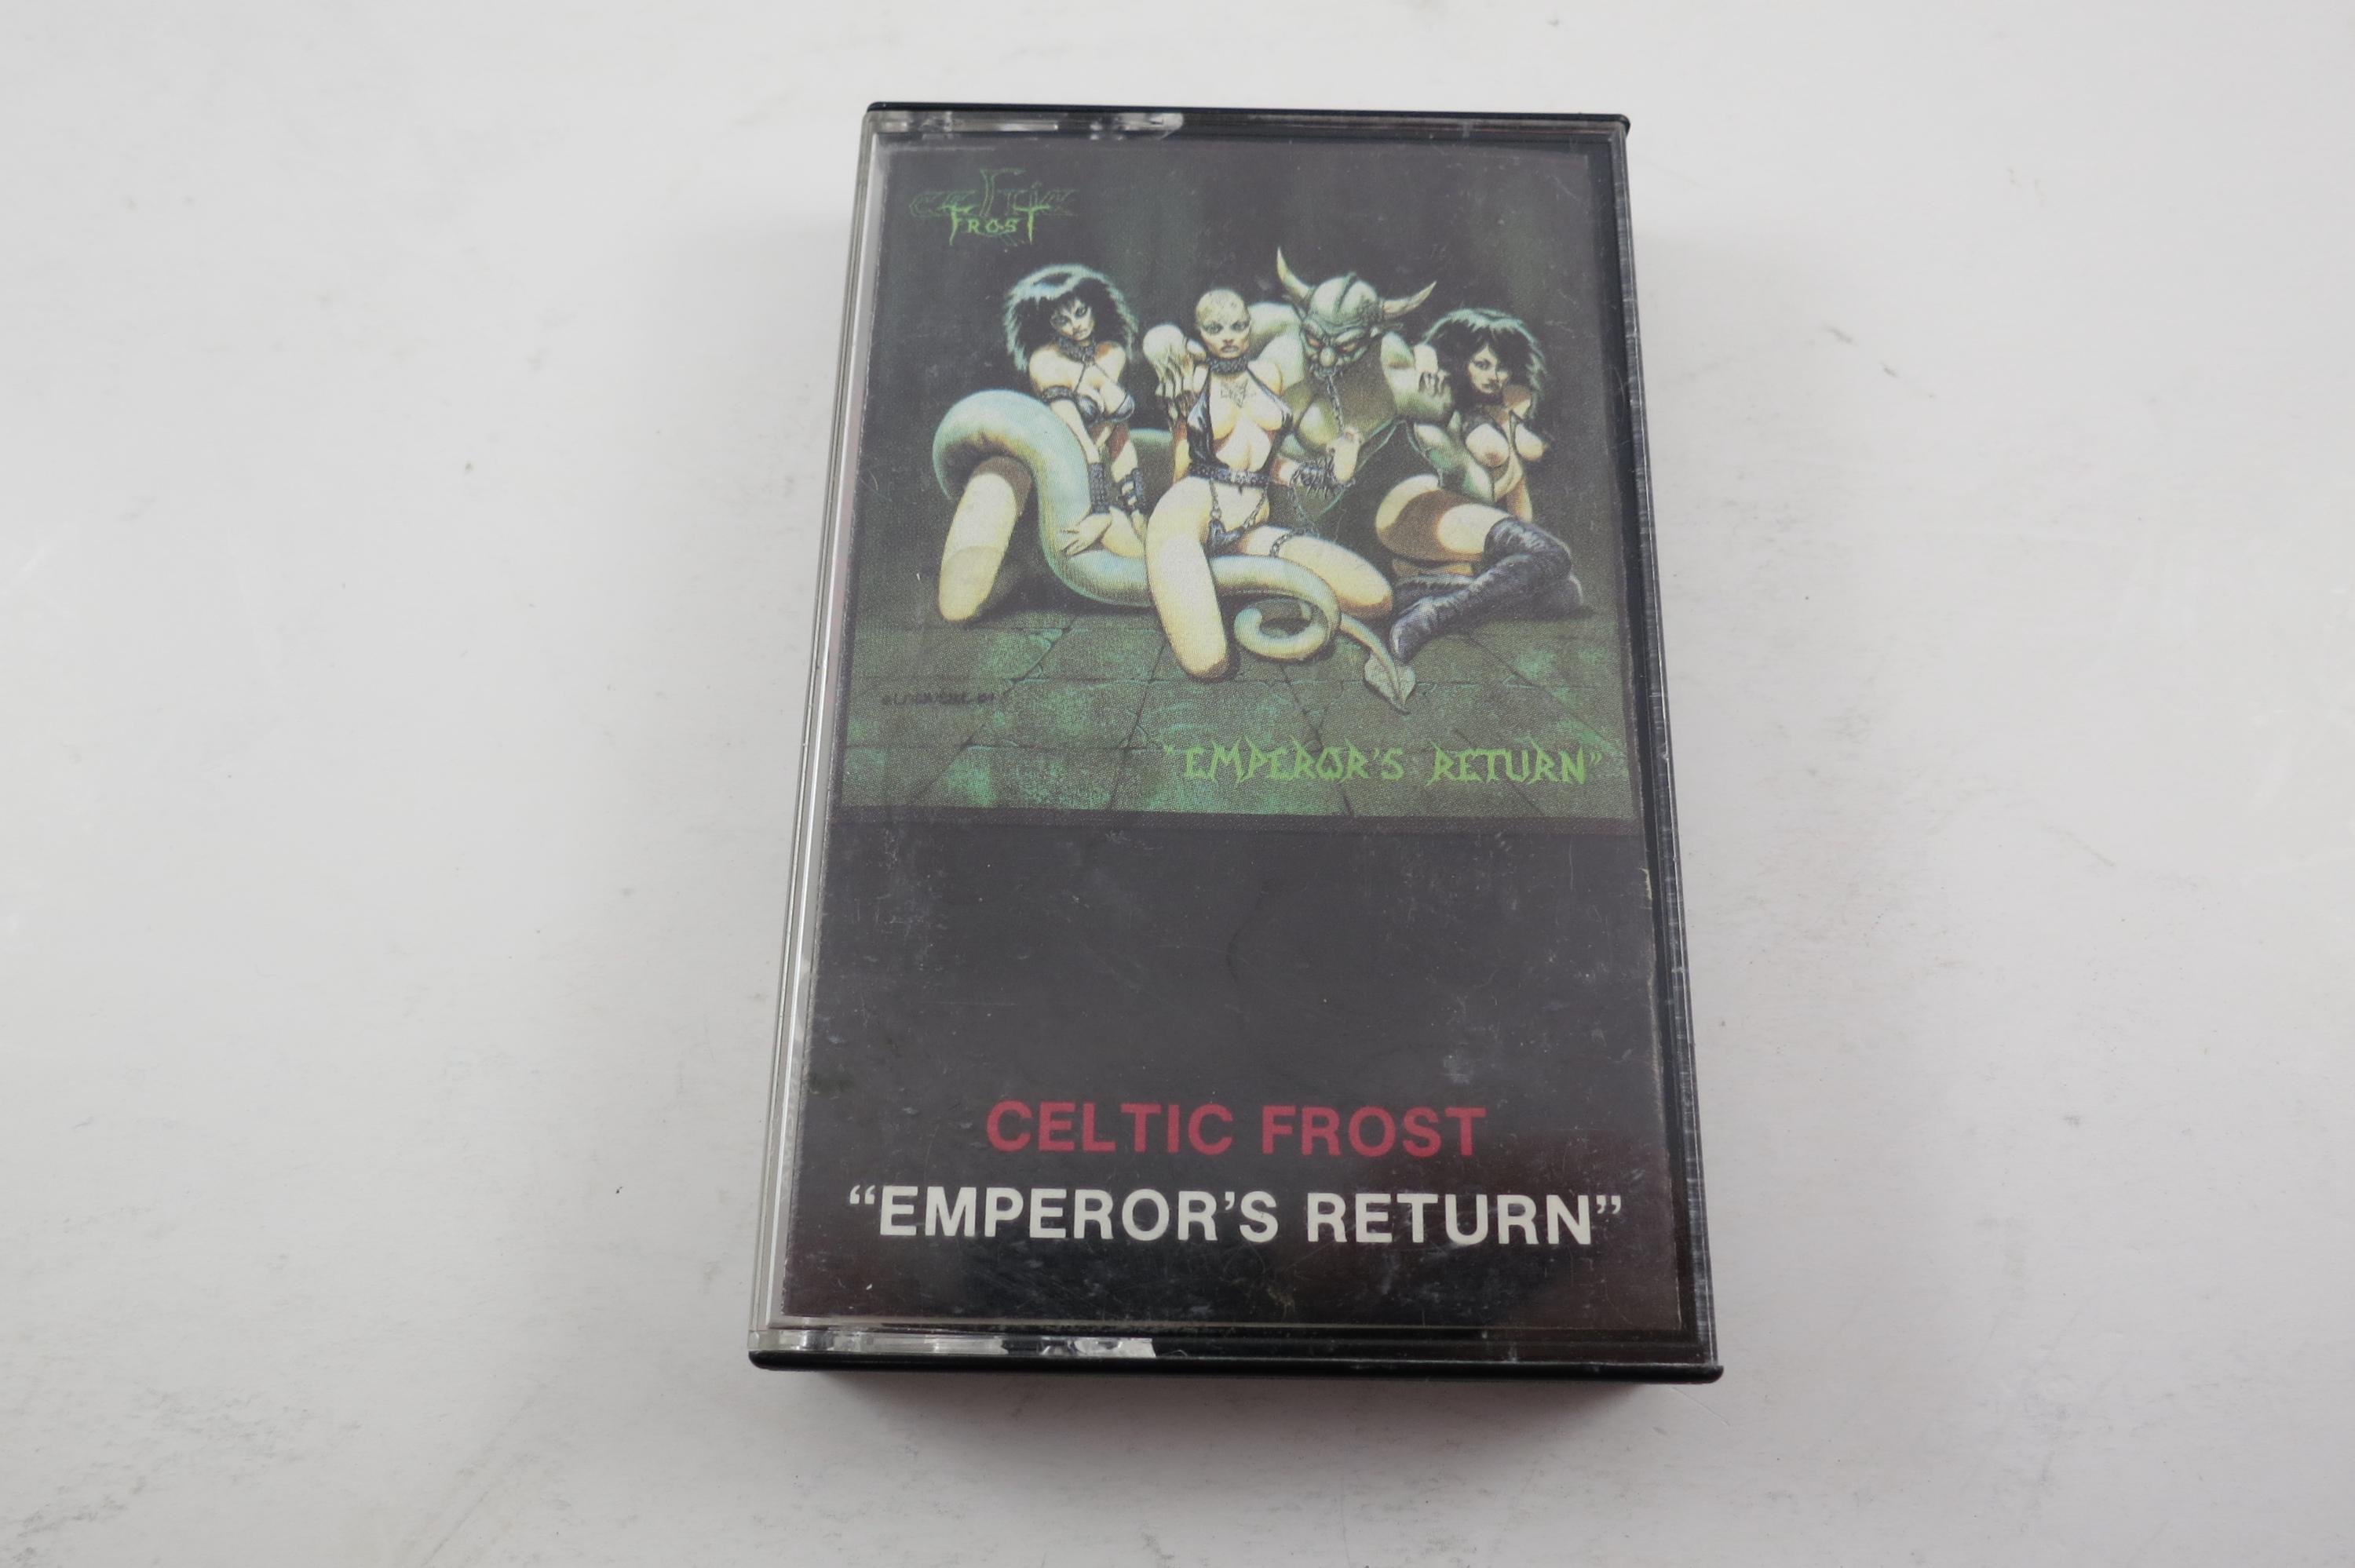 CELTIC
FROST
"EMPEROR'S RETURN"
CELTIC FROST
“EMPEROR’S RETURN”